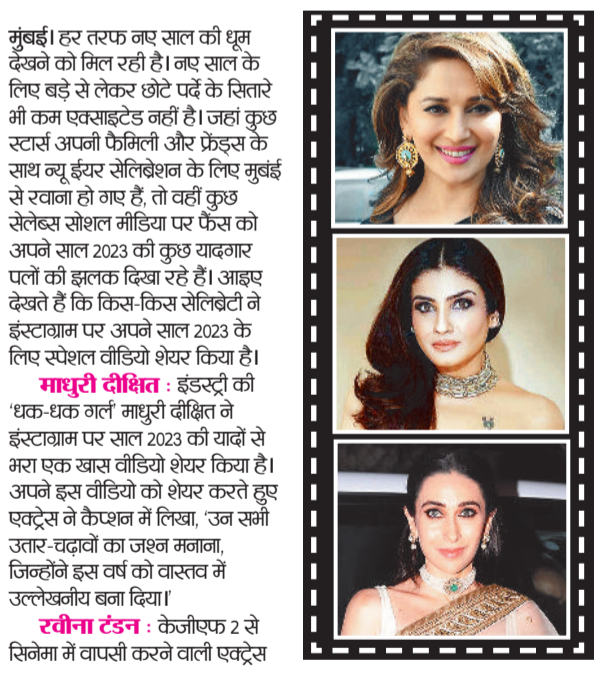 मुंबई। हर तरफ नए साल की धूम
देखने को मिल रही है। नए साल के
लिए बड़े से लेकर छोटे पर्दे के सितारे
भी कम एक्साइटेड नहीं है। जहां कुछ
स्टार्स अपनी फैमिली और फ्रेंड्स के
साथ न्यू ईयर सेलिब्रेशन के लिए मुबंई
से रवाना हो गए हैं, तो वहीं कुछ
सेलेब्स सोशल मीडिया पर फैंस को
अपने साल 2023 की कुछ यादगार
पलों की झलक दिखा रहे हैं। आइए
देखते हैं कि किस-किस सेलिब्रेटी ने
इंस्टाग्राम पर अपने साल 2023 के
लिए स्पेशल वीडियो शेयर किया है।
माधुरी दीक्षित : इंडस्ट्री की
'धक-धक गर्ल' माधुरी दीक्षित ने
इंस्टाग्राम पर साल 2023 की यादों से
भरा एक खास वीडियो शेयर किया है।
अपने इस वीडियो को शेयर करते हुए
एक्ट्रेस ने कैप्शन में लिखा, 'उन सभी
उतार-चढ़ावों का जश्न मनाना,
जिन्होंने इस वर्ष को वास्तव में
उल्लेखनीय बना दिया।'
रवीना टंडन : केजीएफ 2 से
सिनेमा में वापसी करने वाली एक्ट्रेस